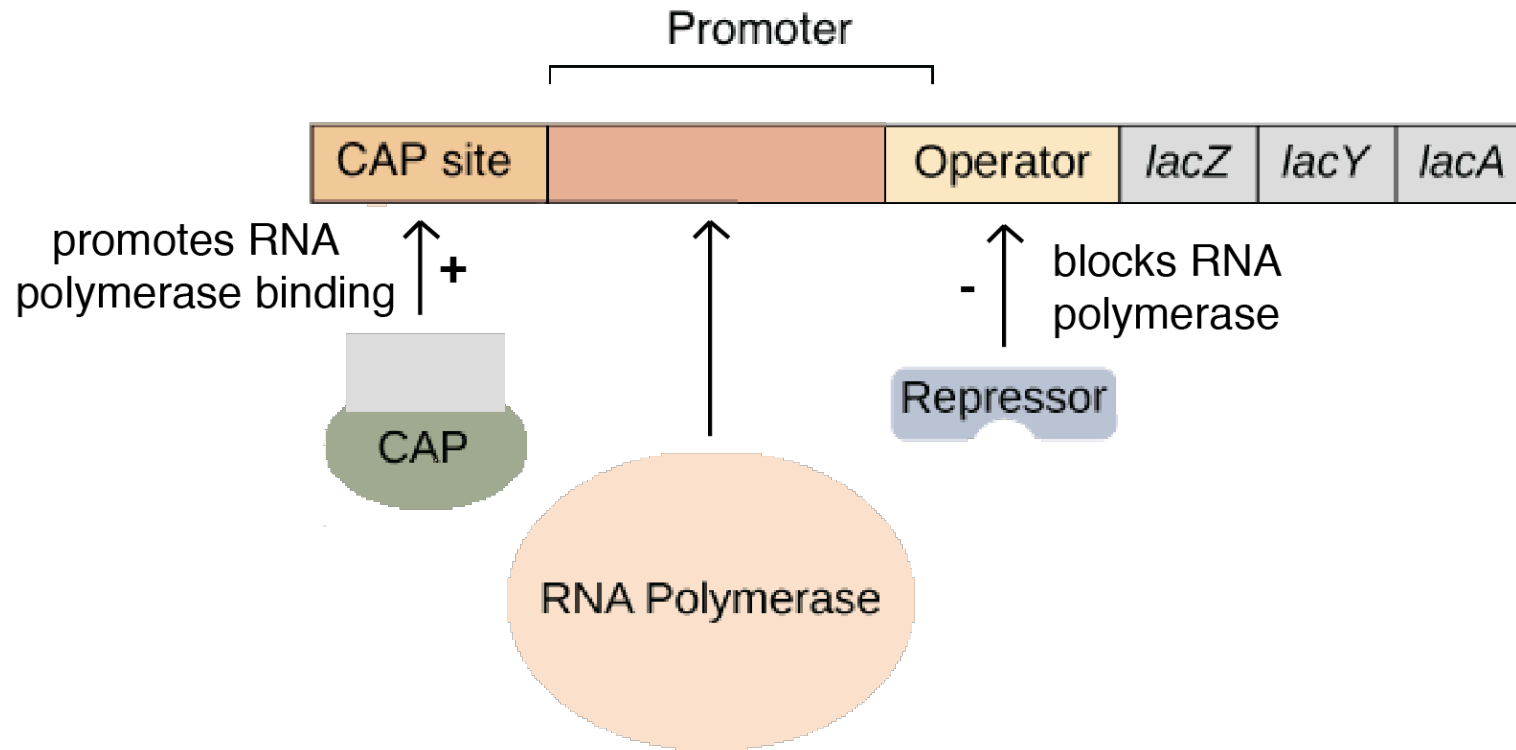 Promoter
CAP site
Operator
lacZ
lacY
lacA
promotes RNA
polymerase binding
+
-
blocks RNA
polymerase
Repressor
CAP
RNA Polymerase